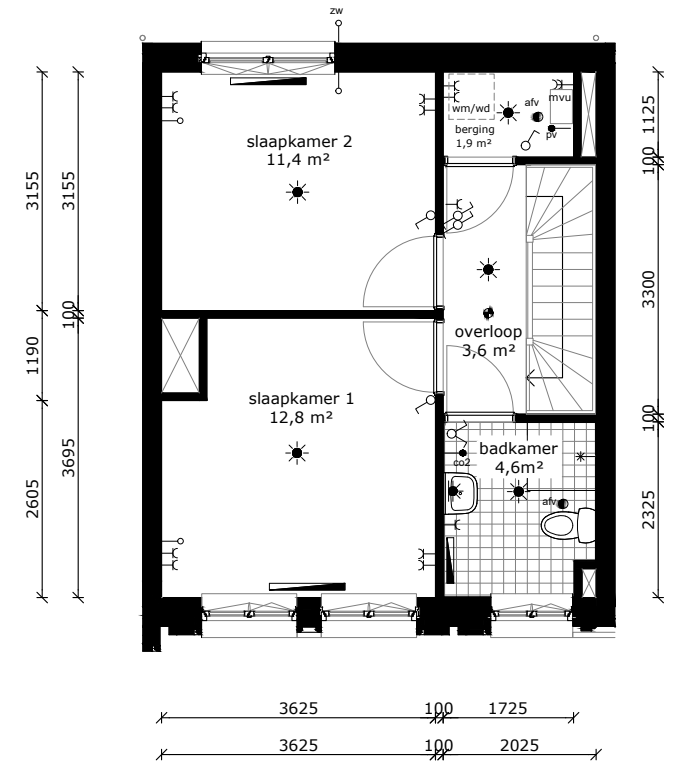 zw
slaapkamer 2
11,4 m²
wm/wd
afv
mvu
berging
1,9 m²
pv
overloop
3,6 m²
slaapkamer 1
12,8 m²
badkamer
4,6m²
co2
afv
3155
1190
2605
3155
100
3695
1125
100
3300
100
2325
3625
100
1725
3625
100
2025